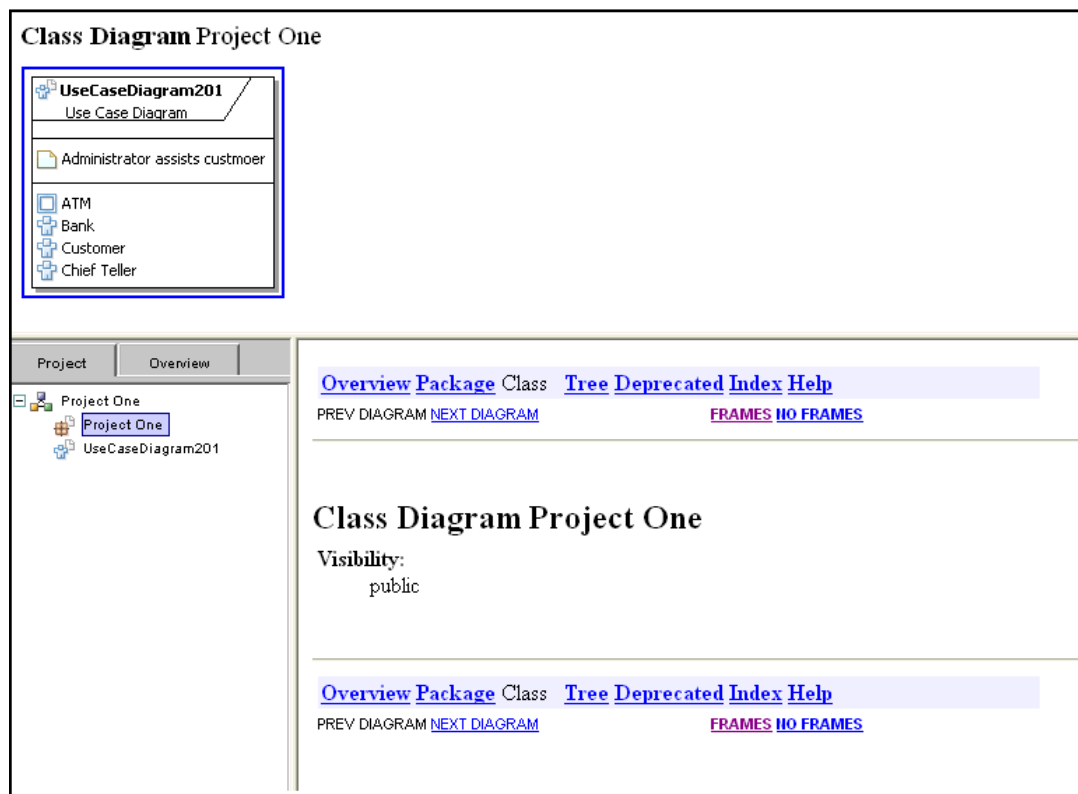 Class Diagram Project One
UseCaseDiagram201
Use Case Diagram
Administrator assists custmoer
ATM
Bank
Customer
Chief Teller
Project Overview
Project One
Project One
UseCaseDiagram201
Overview Package Class Tree Deprecated Index Help
PREV DIAGRAM NEXT DIAGRAM FRAMES NO FRAMES
Class Diagram Project One
Visibility:
public
Overview Package Class Tree Deprecated Index Help
PREV DIAGRAM NEXT DIAGRAM FRAMES NO FRAMES